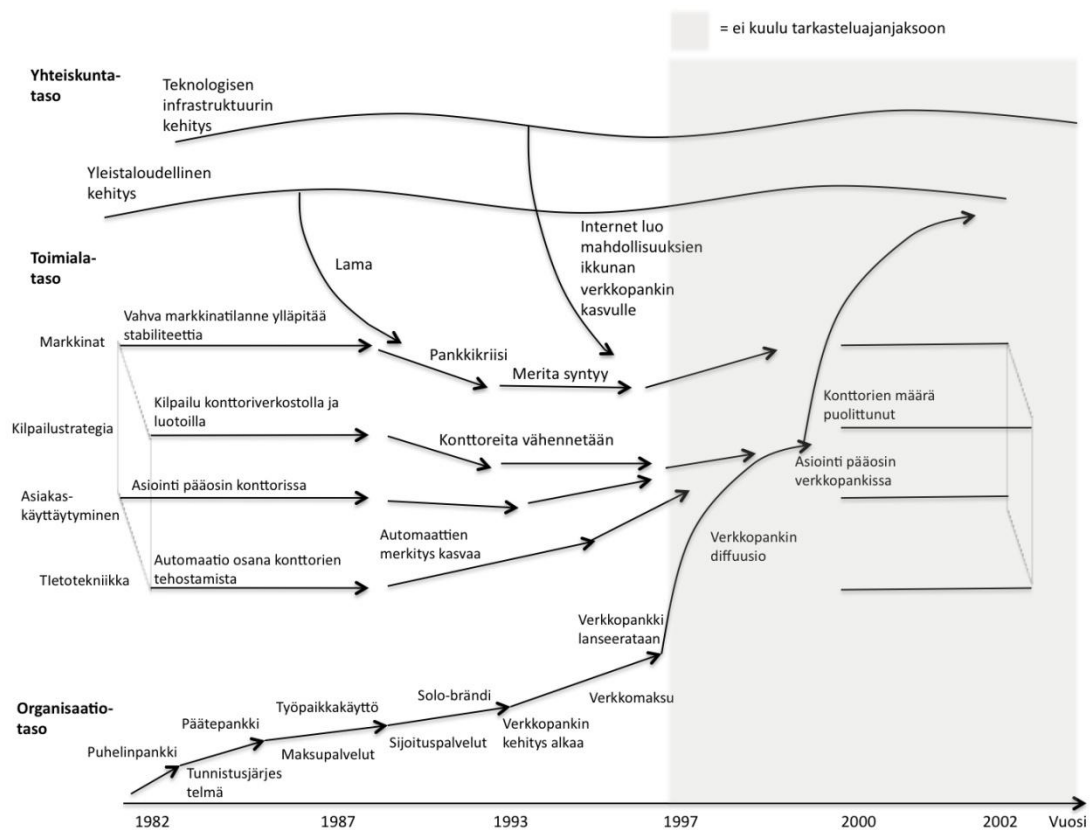 = ei kuulu tarkasteluajanjaksoon
Yhteiskunta-
taso
Teknologisen
infrastruktuurin
kehitys
Yleistaloudellinen
kehitys
Internet luo
mahdollisuuksien
ikkunan
verkkopankin
kasvulle
Toimiala-
taso
Lama
Vahva markkinatilanne ylläpitää
stabiliteettia
Markkinat
Pankkikriisi
Merita syntyy
Kilpailu konttoriverkostolla ja
luotoilla
Konttorien määrä
puolittunut
Kilpailustrategia
Konttoreita vähennetään
Asiointi pääosin konttorissa
Asiointi pääosin
verkkopankissa
Asiakas-
käyttäytyminen
Automaattien
merkitys kasvaa
Verkkopankin
diffuusio
Automaatio osana konttorien
tehostamista
TIetotekniikka
Verkkopankki
lanseerataan
Organisaatio-
taso
Puhelinpankki
Päätepankki
Työpaikkakäyttö
Solo-brändi
Verkkomaksu
Tunnistusjärjes
telmä
Maksupalvelut
Sijoituspalvelut
Verkkopankin
kehitys alkaa
1982
1987
1993
1997
2000
2002
Vuosi